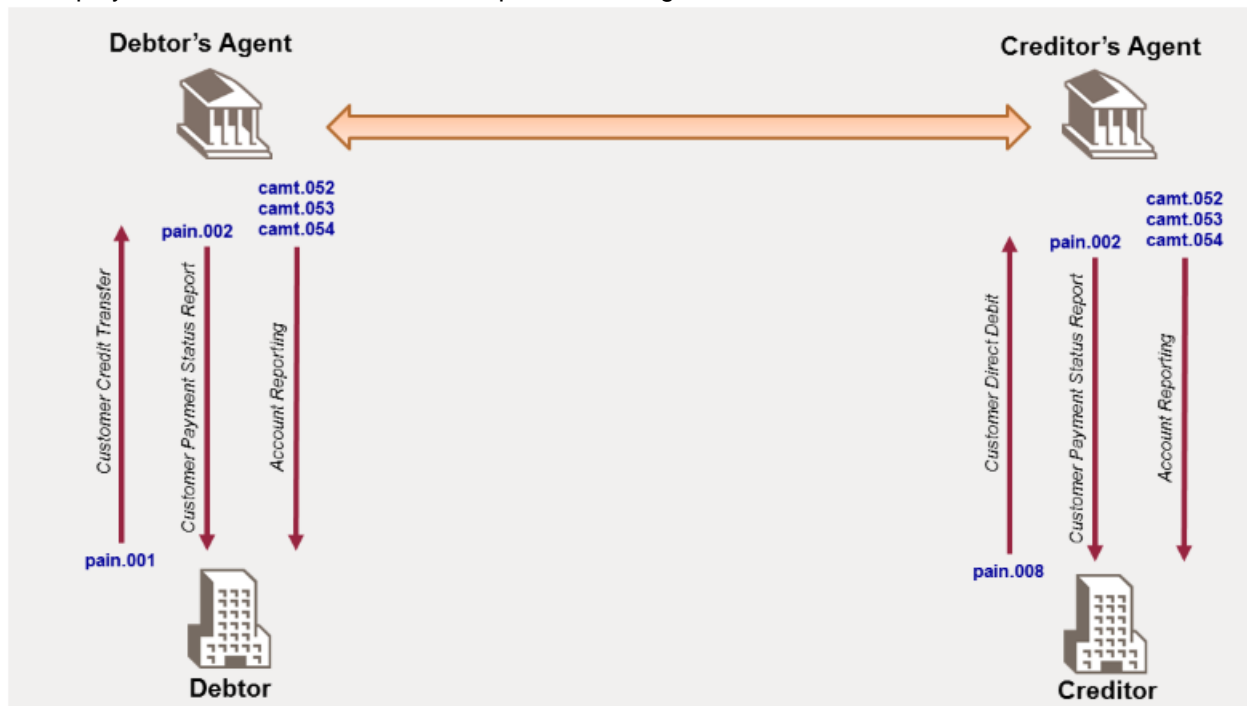 Debtor's Agent
Creditor's Agent
camt.052
camt.053
camt.054
pain.002
Customer Credit Transfer
Customer Payment Status Report
Account Reporting
pain.001
Debtor
camt.052
camt.053
camt.054
pain.002
Customer Direct Debit
Customer Payment Status Report
Account Reporting
pain.008
Creditor